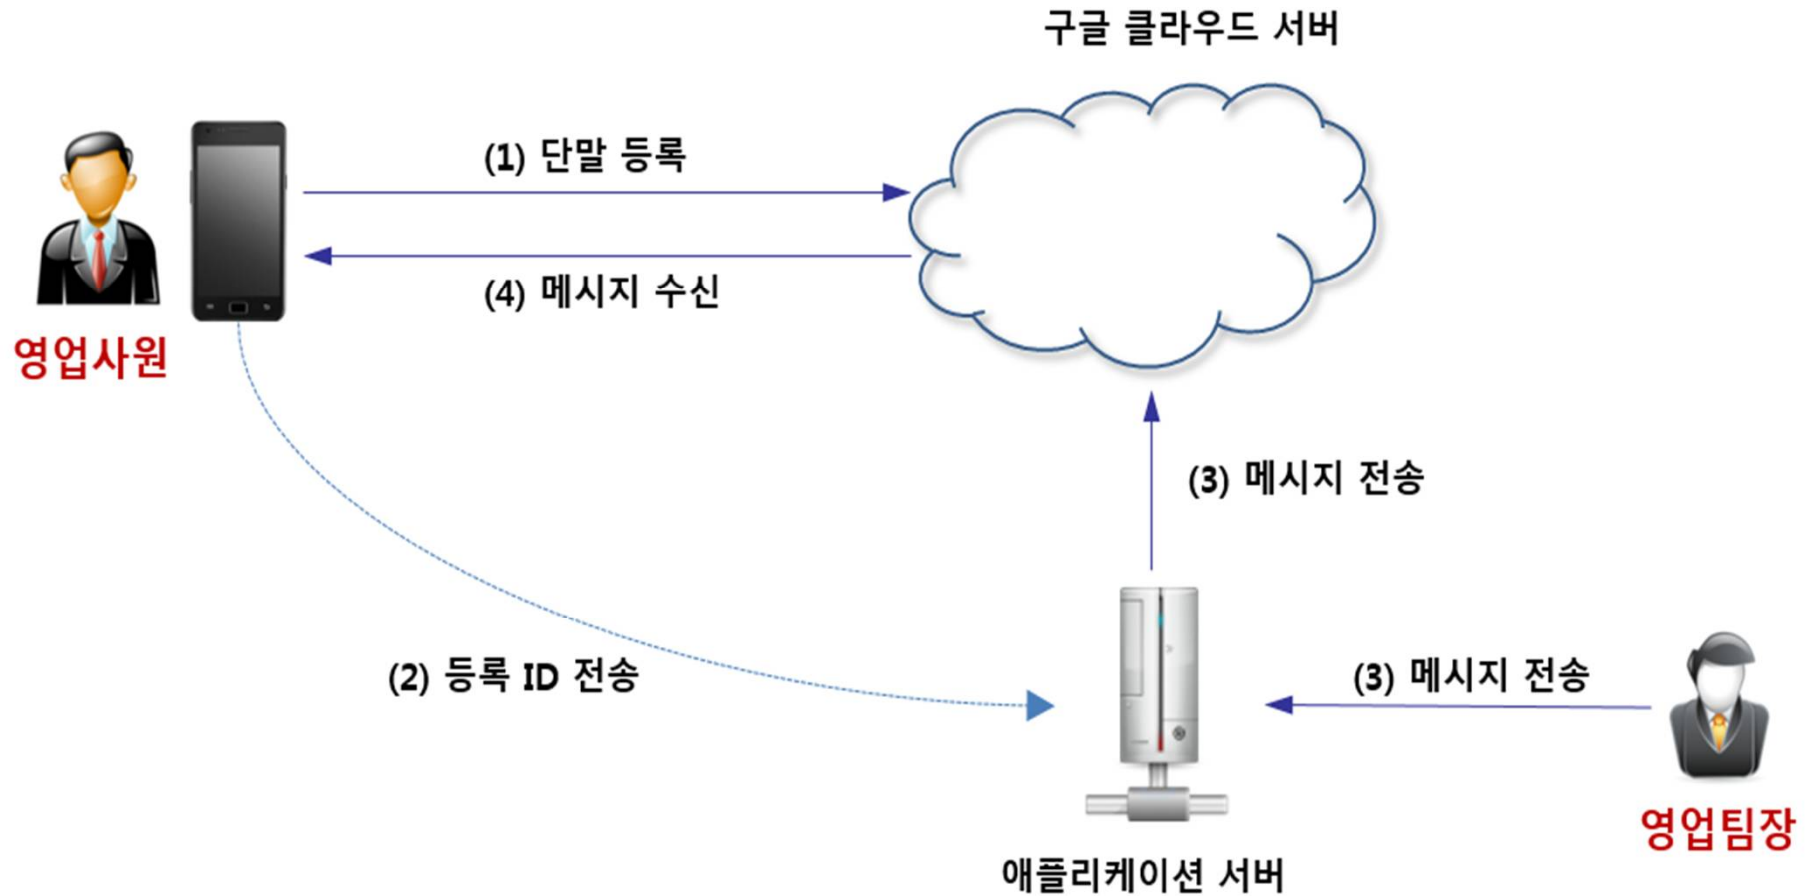 구글 클라우드 서버
(1) 단말 등록
(4) 메시지 수신
영업사원
(3) 메시지 전송
(2) 등록 ID 전송
(3) 메시지 전송
영업팀장
애플리케이션 서버